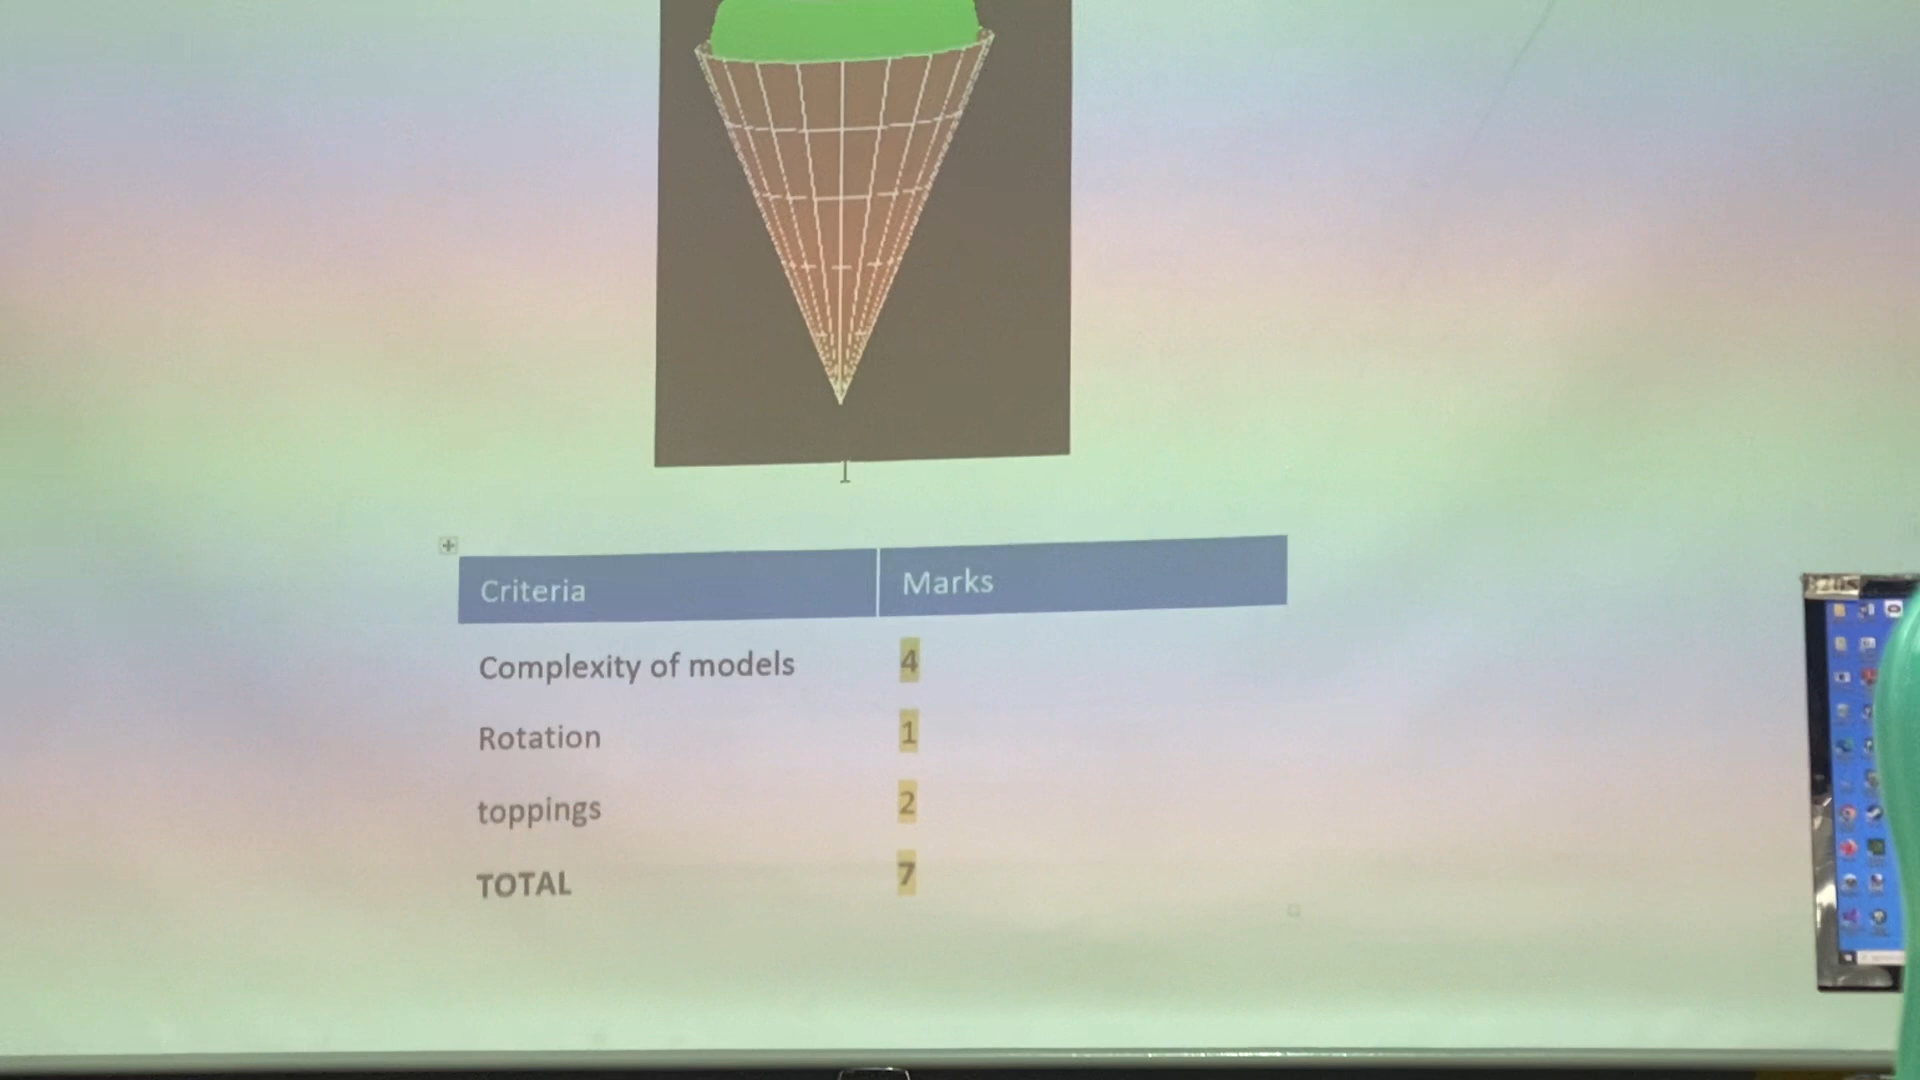 Criteria Marks
Complexity of models 4
Rotation 1
toppings 2
TOTAL 7